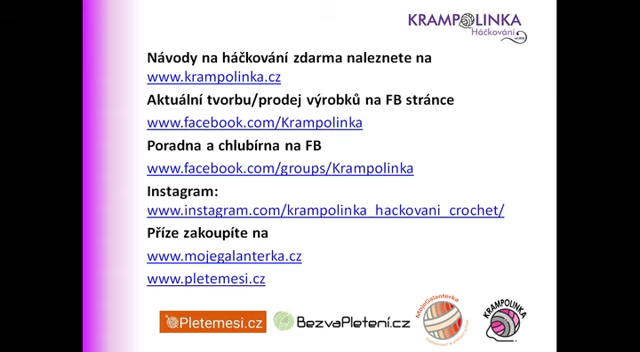 KRAMPOLINKA
Háčkování
Návody na háčkování zdarma naleznete na
www.krampolinka.cz
Aktuální tvorbu/prodej výrobků na FB stránce
www.facebook.com/Krampolinka
Poradna a chlubírna na FB
www.facebook.com/groups/Krampolinka
Instagram:
www.instagram.com/krampolinka_hackovani_crochet/
Příze zakoupíte na
www.mojegalanterka.cz
www.pletemesi.cz
Pletemesi.cz
BezvaPletení.cz
MojeGalanterka
KRAMPOLINKA